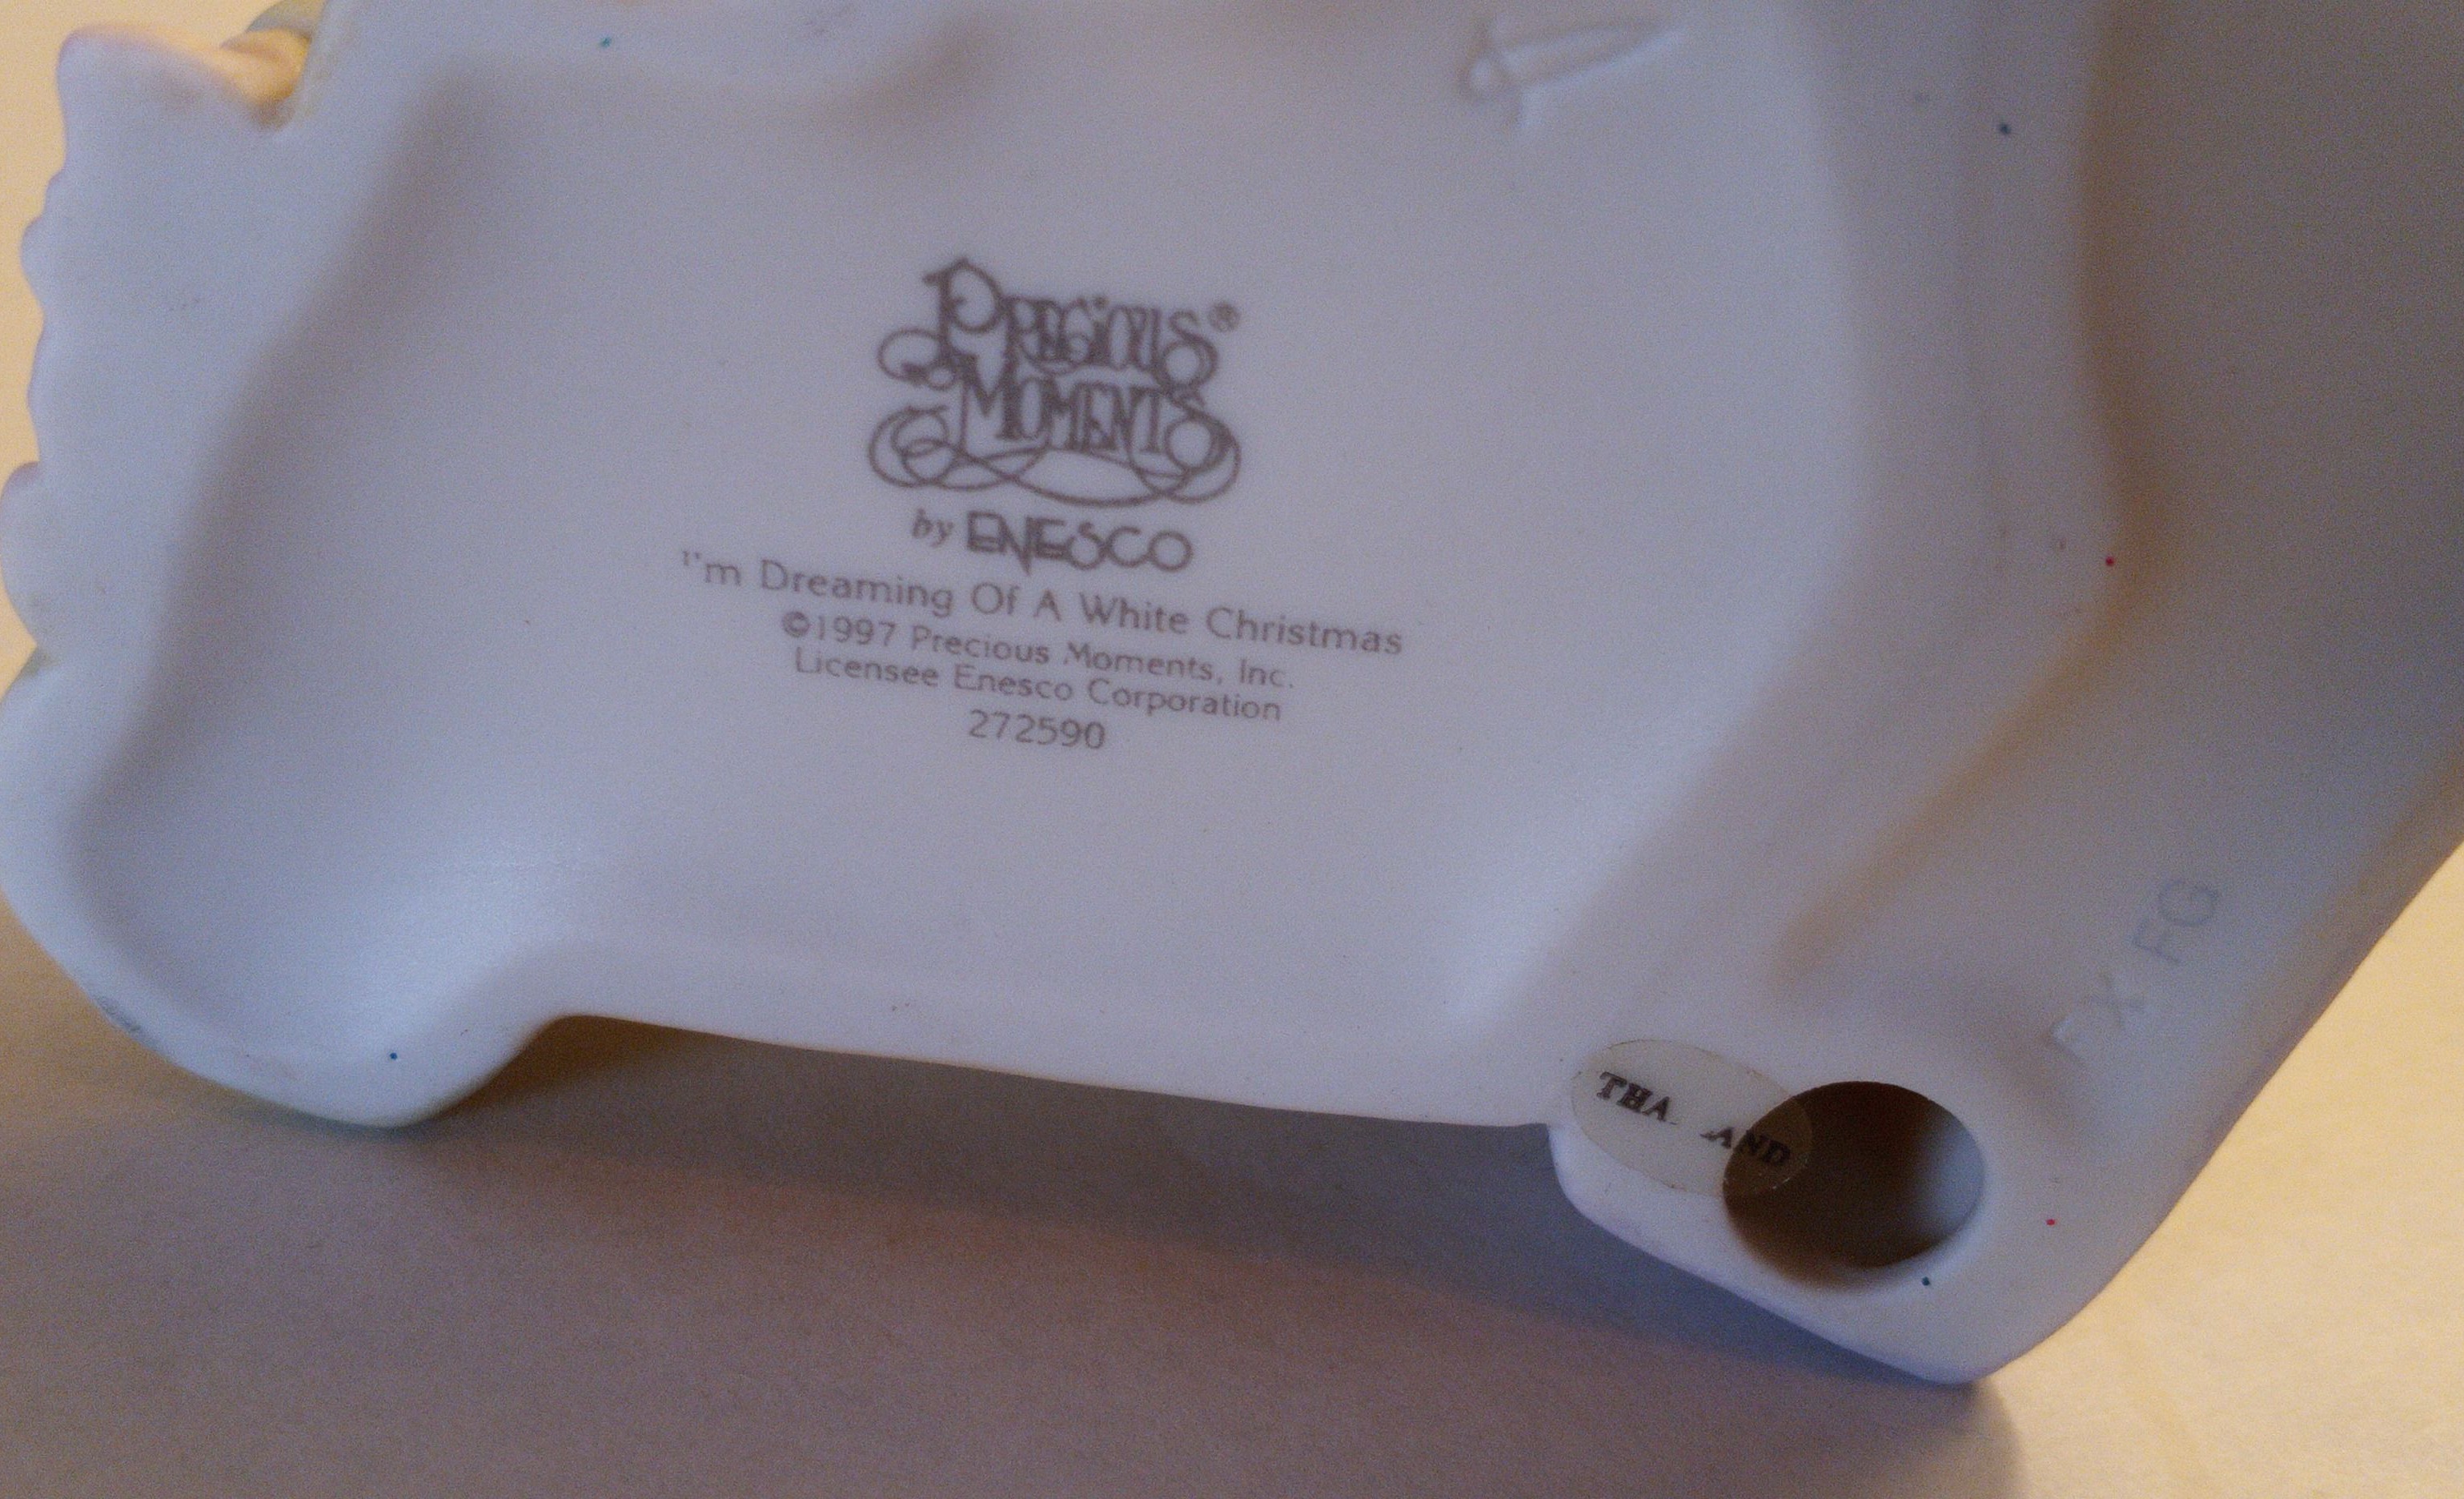 PRECIOUS®
MOMENTS
by ENESCO
I'm Dreaming Of A White Christmas
©1997 Precious Moments, Inc.
Licensee Enesco Corporation
272590
THA  AND